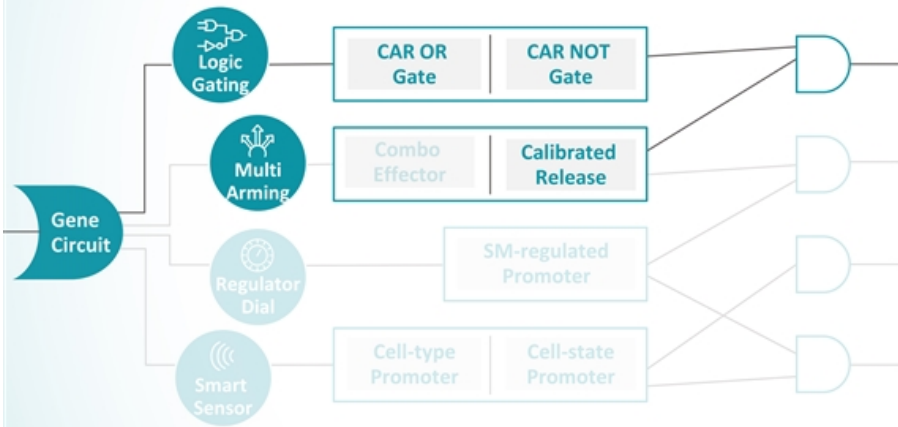 Logic
Gating
CAR OR
Gate
CAR NOT
Gate
Multi
Arming
Combo
Effector
Calibrated
Release
Gene
Circuit
Regulator
Dial
SM-regulated
Promoter
Smart
Sensor
Cell-type
Promoter
Cell-state
Promoter